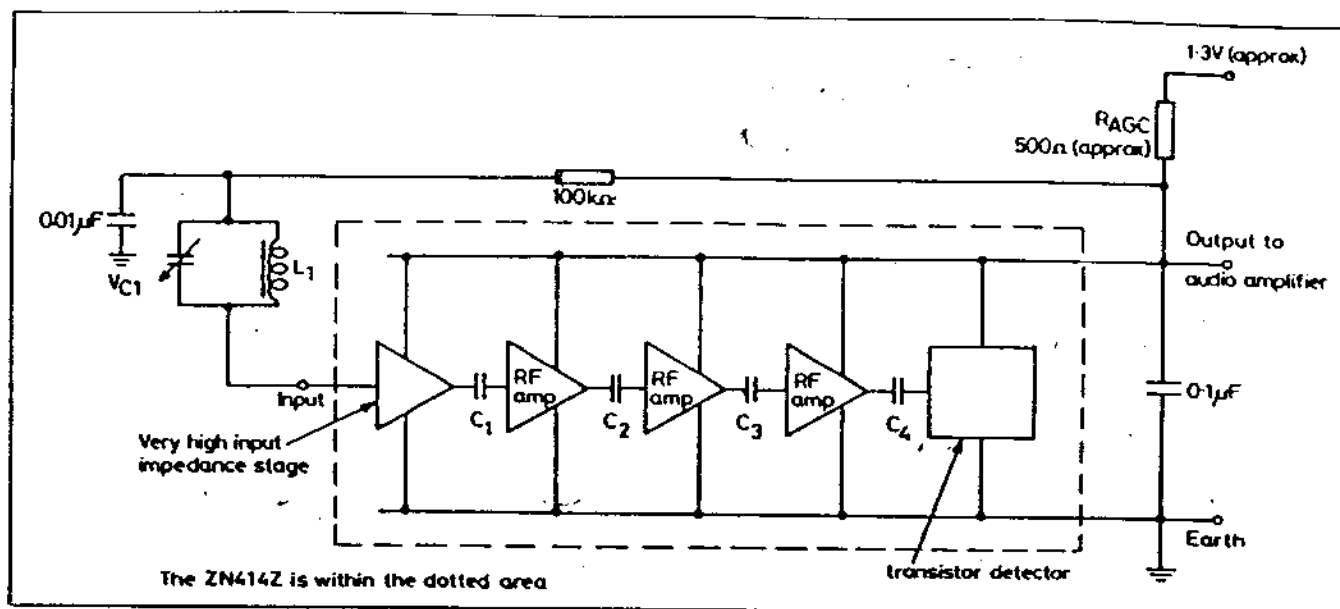 1·3V (approx)
RAGC
500Ω (approx)
100kΩ
0.01μF
VC1
L1
Output to
audio amplifier
Input
RF
amp
RF
amp
RF
amp
C1
C2
C3
C4
0·1μF
Very high input
impedance stage
Earth
transistor detector
The ZN414Z is within the dotted area